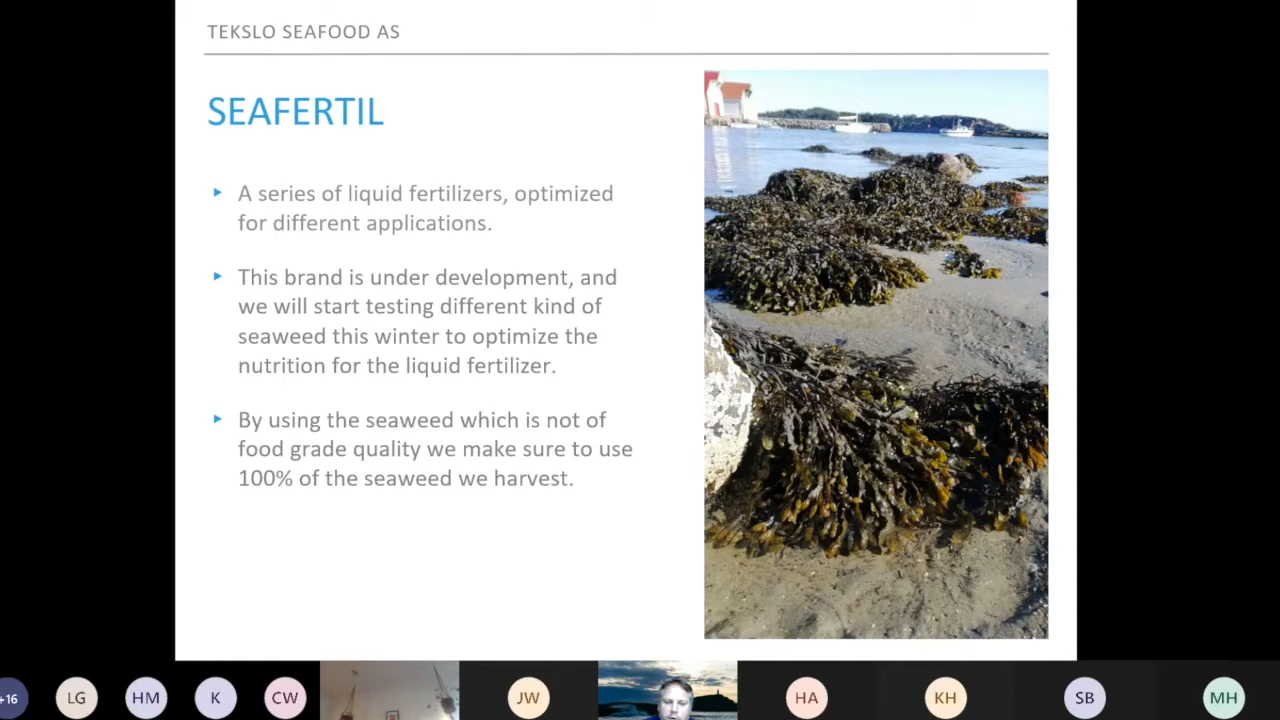 TEKSLO SEAFOOD AS
SEAFERTIL
A series of liquid fertilizers, optimized
for different applications.
This brand is under development, and
we will start testing different kind of
seaweed this winter to optimize the
nutrition for the liquid fertilizer.
By using the seaweed which is not of
food grade quality we make sure to use
100% of the seaweed we harvest.
+16 LG HM K CW JW HA KH SB MH